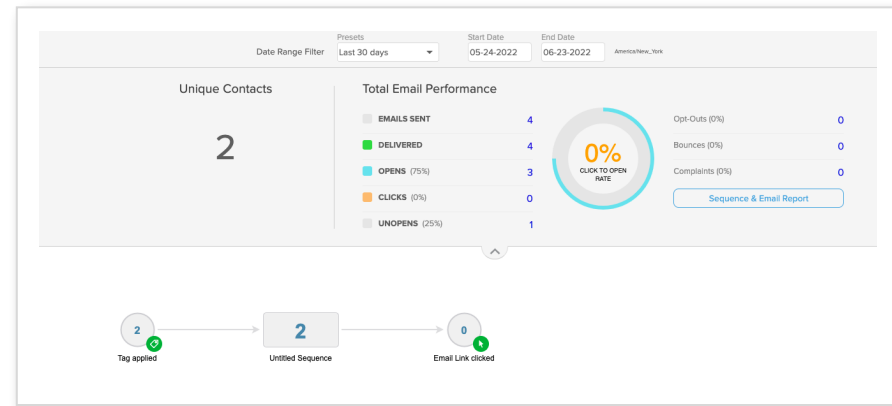 Presets
Start Date
End Date
Date Range Filter
Last 30 days
05-24-2022
06-23-2022
America/New_York
Unique Contacts
2
Total Email Performance
EMAILS SENT 4
DELIVERED 4
OPENS (75%) 3
CLICKS (0%) 0
UNOPENS (25%) 1
0%
CLICK TO OPEN
RATE
Opt-Outs (0%) 0
Bounces (0%) 0
Complaints (0%) 0
Sequence & Email Report
2
Tag applied
2
Untitled Sequence
0
Email Link clicked